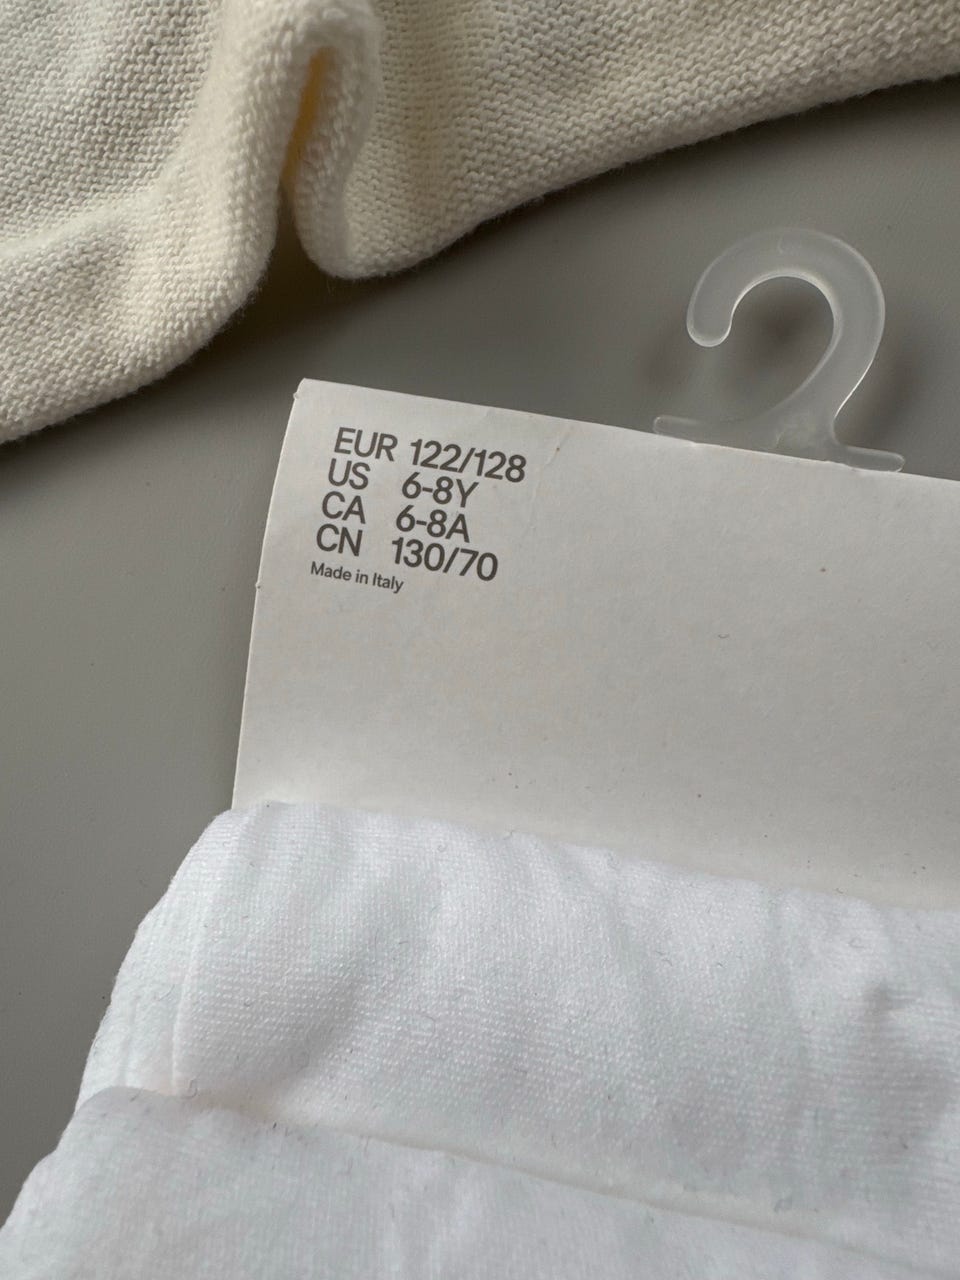 EUR 122/128
US 6-8Y
CA 6-8A
CN 130/70
Made in Italy